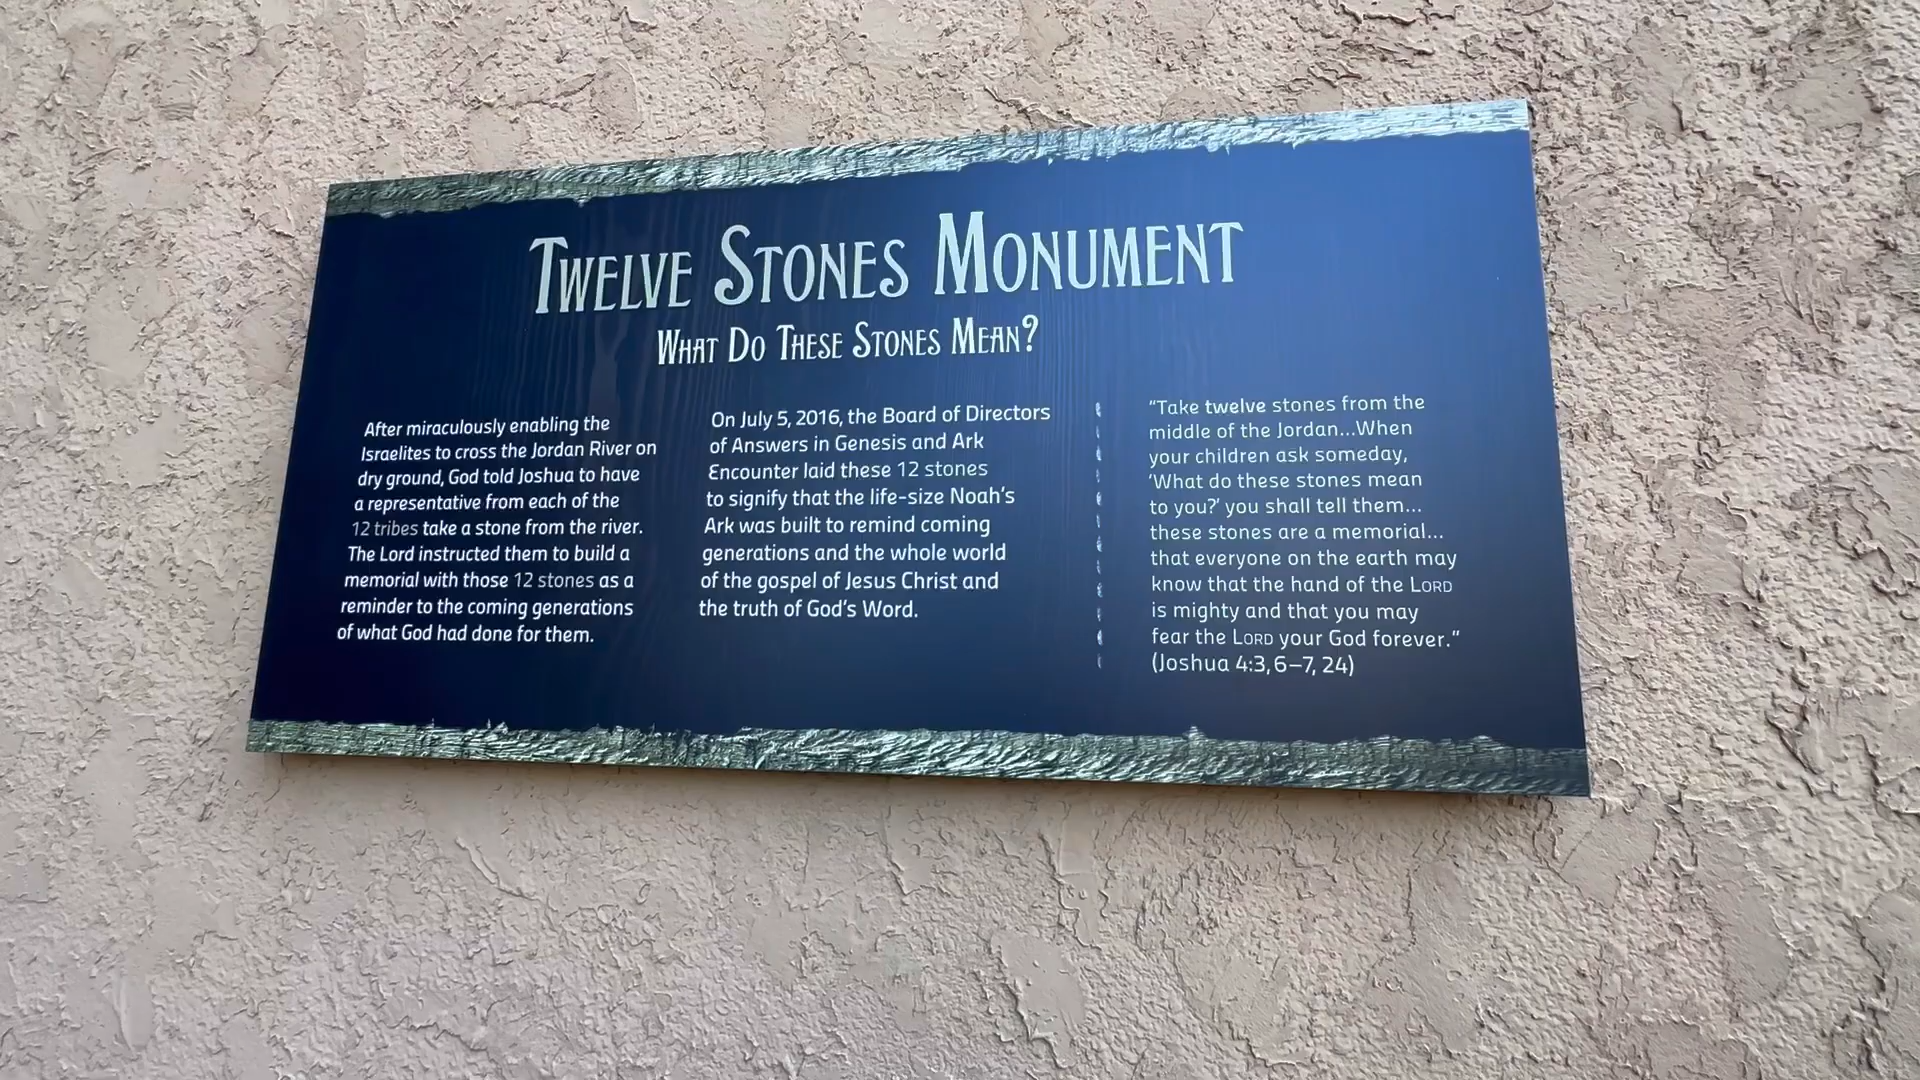 Twelve Stones Monument
What Do These Stones Mean?
After miraculously enabling the
Israelites to cross the Jordan River on
dry ground, God told Joshua to have
a representative from each of the
12 tribes take a stone from the river.
The Lord instructed them to build a
memorial with those 12 stones as a
reminder to the coming generations
of what God had done for them.
On July 5, 2016, the Board of Directors
of Answers in Genesis and Ark
Encounter laid these 12 stones
to signify that the life-size Noah's
Ark was built to remind coming
generations and the whole world
of the gospel of Jesus Christ and
the truth of God's Word.
"Take twelve stones from the
middle of the Jordan...When
your children ask someday,
'What do these stones mean
to you?' you shall tell them...
these stones are a memorial...
that everyone on the earth may
know that the hand of the LORD
is mighty and that you may
fear the LORD your God forever."
(Joshua 4:3, 6–7, 24)